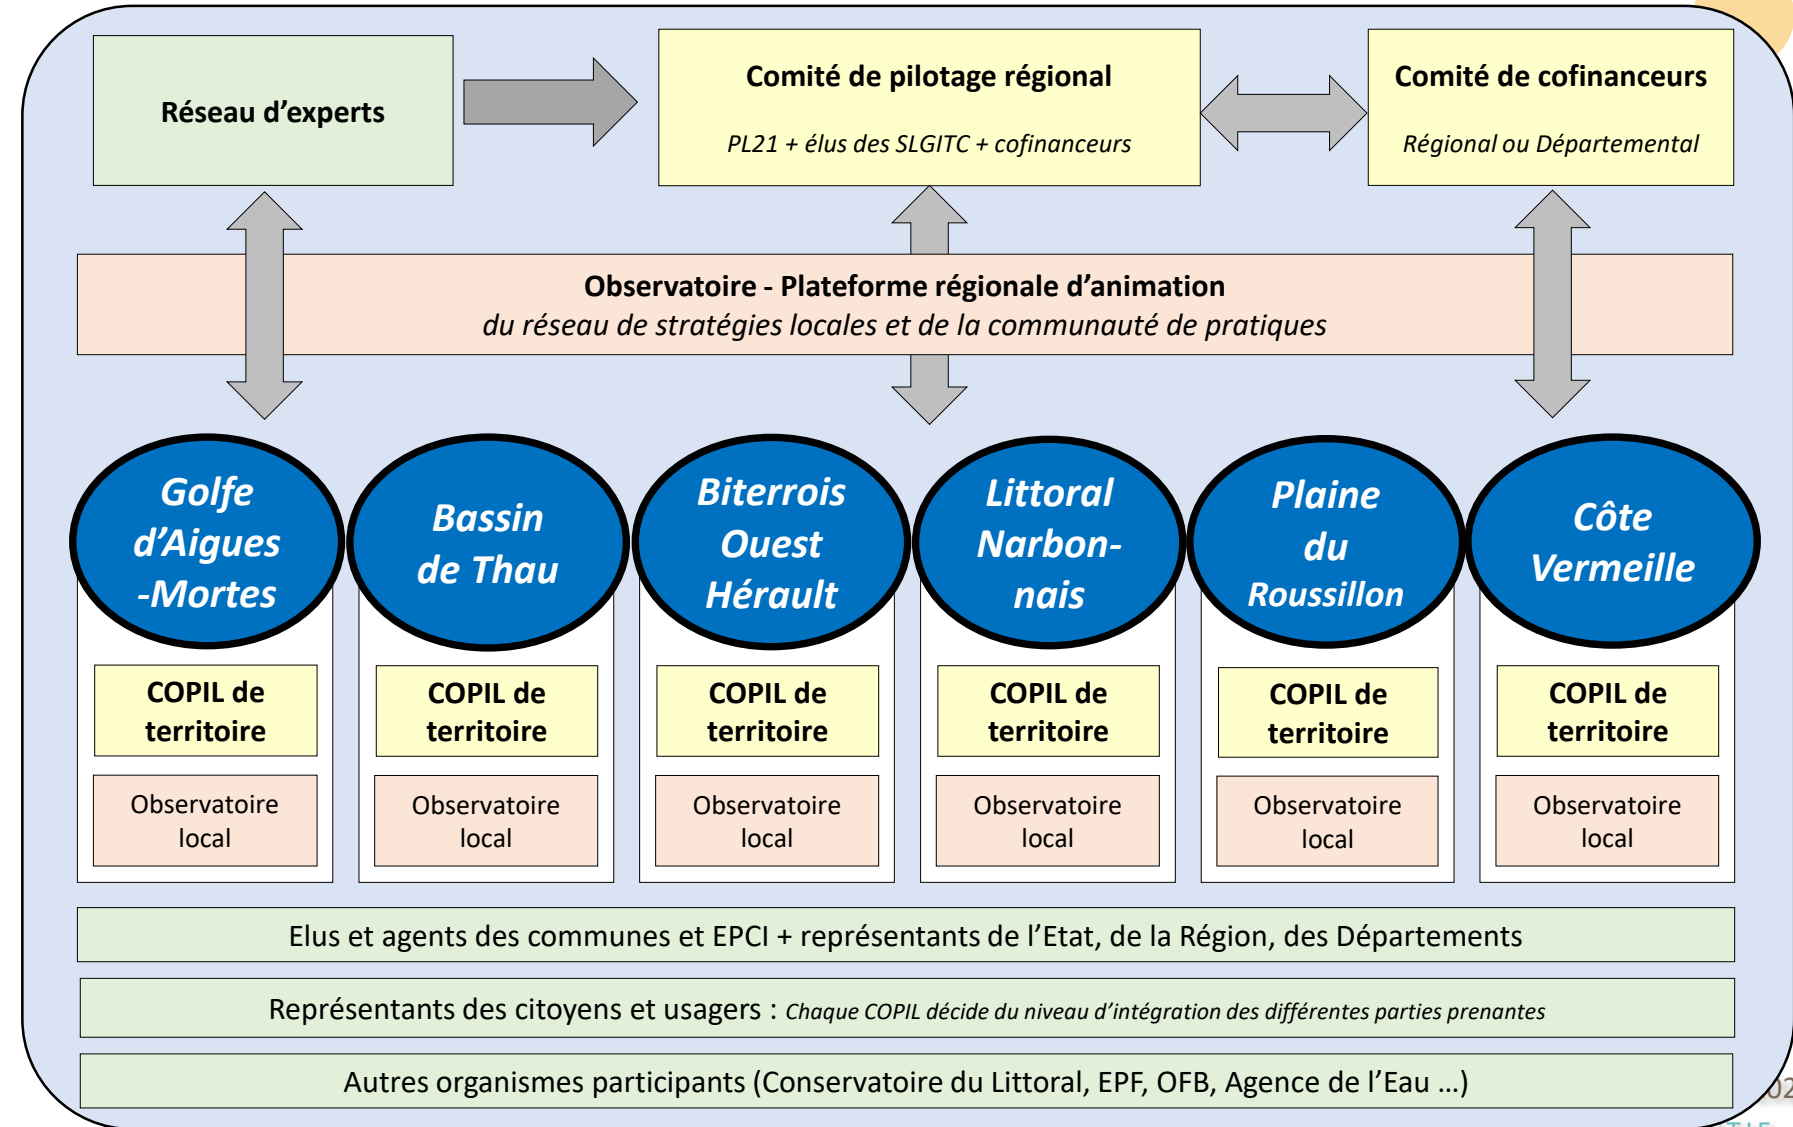 Réseau d’experts
Comité de pilotage régional
PL21 + élus des SLGITC + cofinanceurs
Comité de cofinanceurs
Régional ou Départemental
Observatoire - Plateforme régionale d’animation
du réseau de stratégies locales et de la communauté de pratiques
Golfe
d’Aigues
-Mortes
Bassin
de Thau
Biterrois
Ouest
Hérault
Littoral
Narbon-
nais
Plaine
du
Roussillon
Côte
Vermeille
COPIL de
territoire
COPIL de
territoire
COPIL de
territoire
COPIL de
territoire
COPIL de
territoire
COPIL de
territoire
Observatoire
local
Observatoire
local
Observatoire
local
Observatoire
local
Observatoire
local
Observatoire
local
Elus et agents des communes et EPCI + représentants de l’Etat, de la Région, des Départements
Représentants des citoyens et usagers : Chaque COPIL décide du niveau d’intégration des différentes parties prenantes
Autres organismes participants (Conservatoire du Littoral, EPF, OFB, Agence de l’Eau ...)